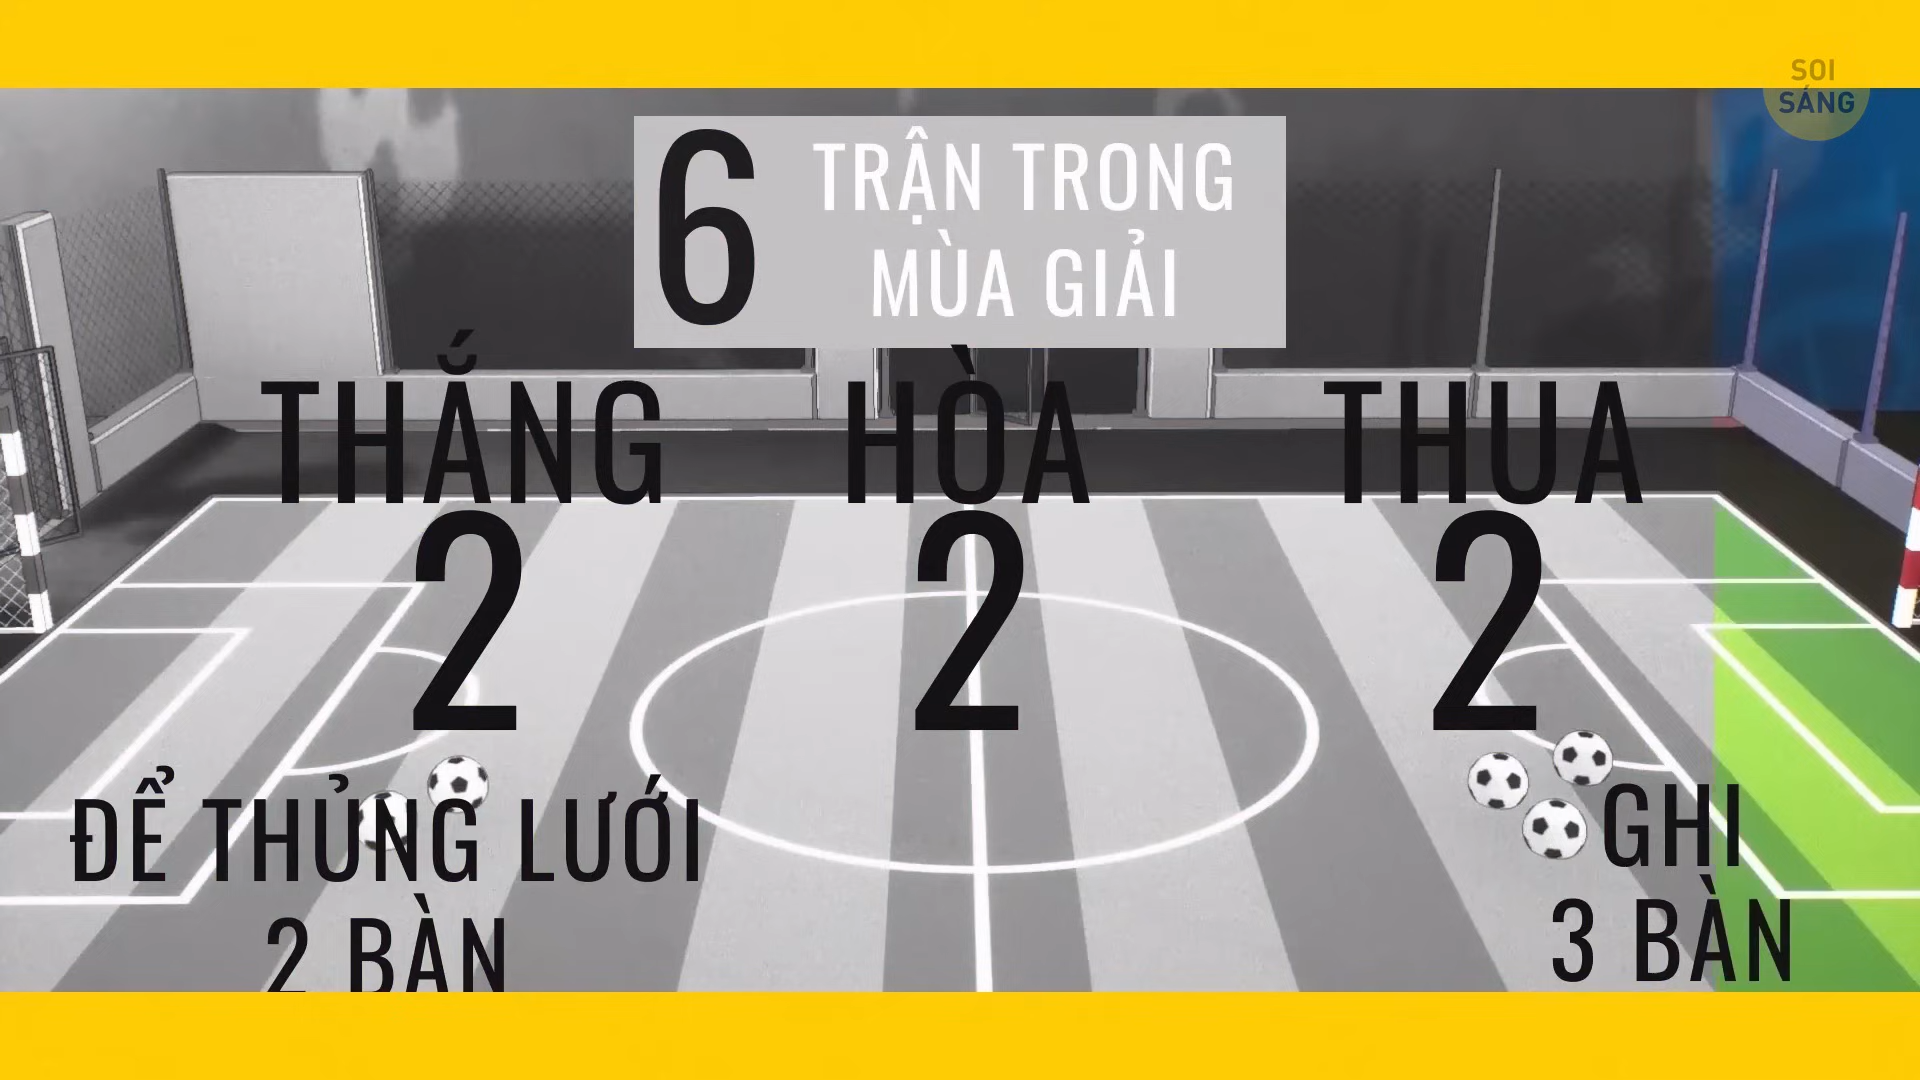 SOI
SÁNG
6 TRẬN TRONG
MÙA GIẢI
THẮNG HÒA THUA
2 2 2
ĐỂ THỦNG LƯỚI
2 BÀN
GHI
3 BÀN